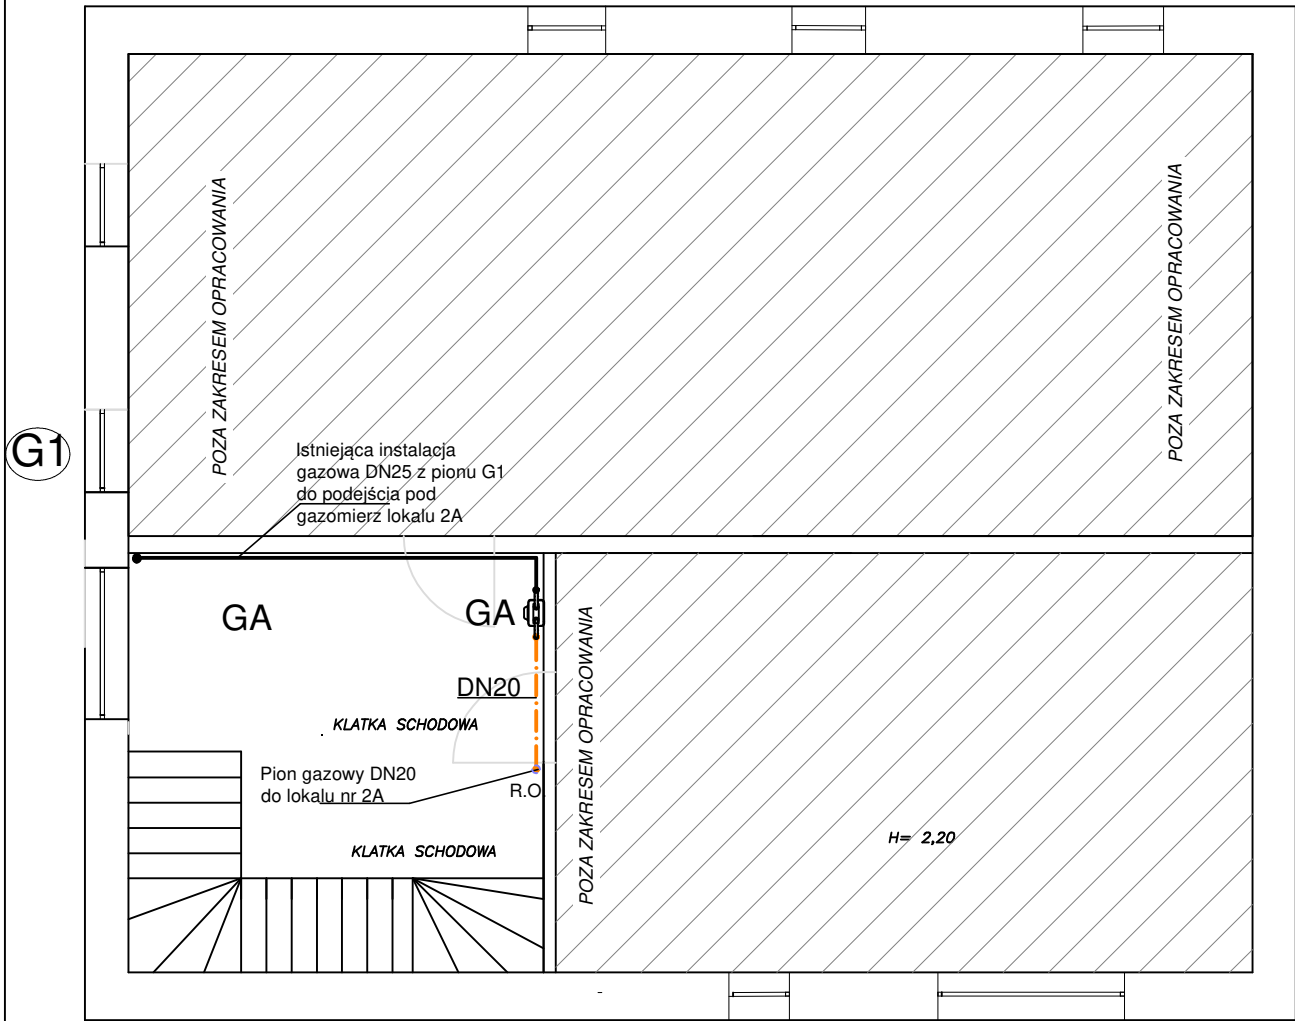 POZA ZAKRESEM OPRACOWANIA
POZA ZAKRESEM OPRACOWANIA
G1
Istniejąca instalacja
gazowa DN25 z pionu G1
do podejścia pod
gazomierz lokalu 2A
GA
GA
DN20
KLATKA SCHODOWA
Pion gazowy DN20
do lokalu nr 2A
R.O
KLATKA SCHODOWA
POZA ZAKRESEM OPRACOWANIA
H= 2,20